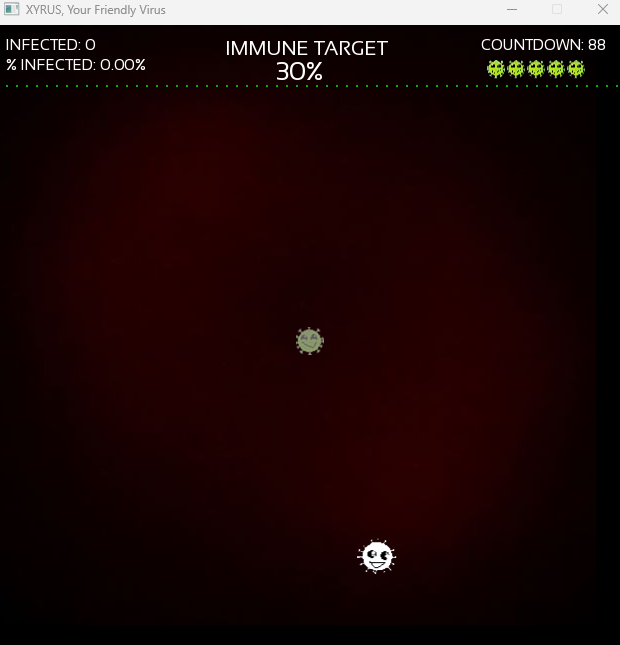 XYRUS, Your Friendly Virus
INFECTED: 0
% INFECTED: 0.00%
IMMUNE TARGET
30%
COUNTDOWN: 88